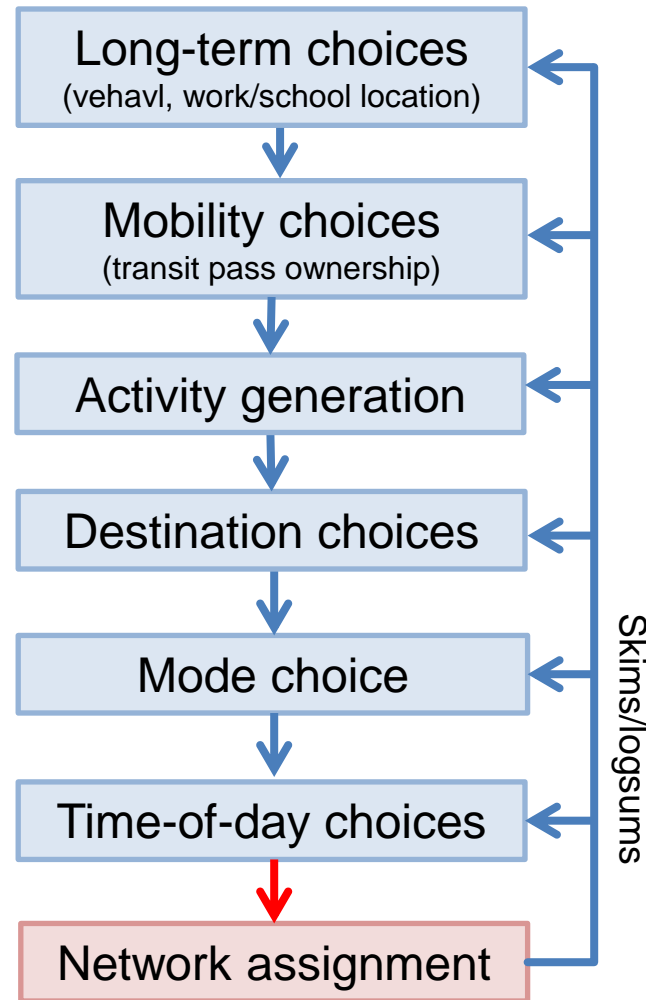 Long-term choices
(vehavl, work/school location)
Mobility choices
(transit pass ownership)
Activity generation
Destination choices
Mode choice
Time-of-day choices
Network assignment
Skims/logsums